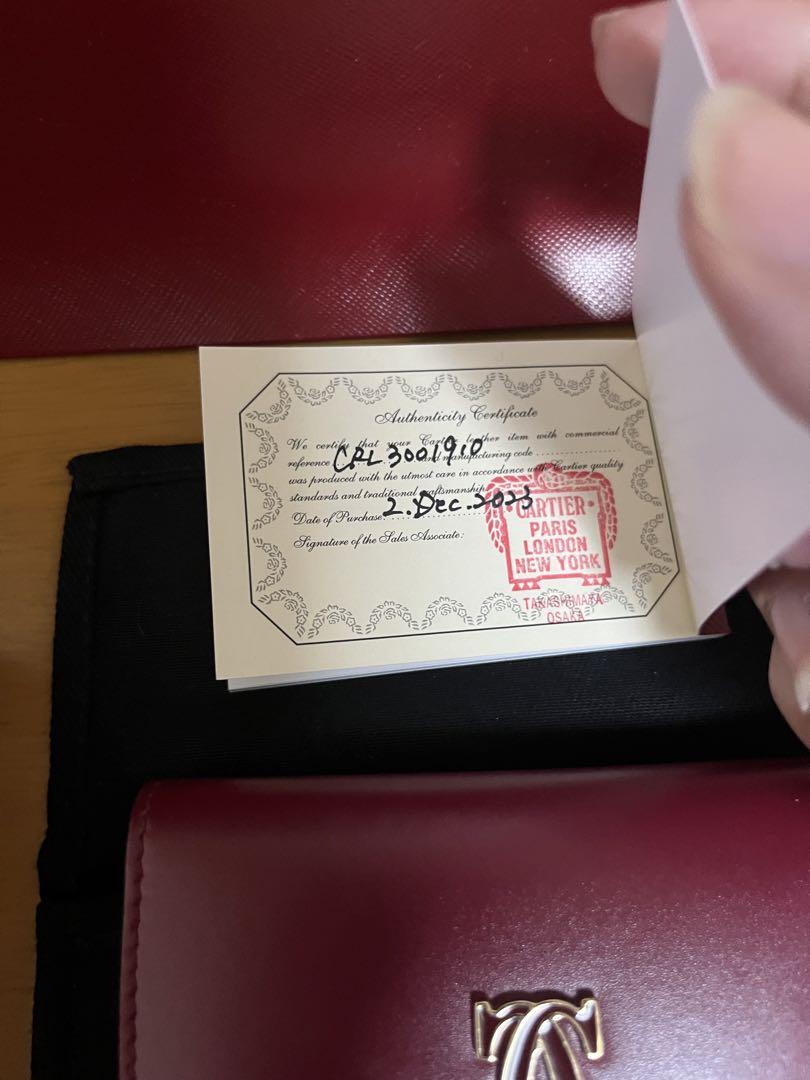 Authenticity Certificate
We certify that your Cartier leather item with commercial
reference CRL3001910 and manufacturing code
was produced with the utmost care in accordance with Cartier quality
standards and traditional craftsmanship.
Date of Purchase: 2. Dec. 2023
Signature of the Sales Associate:
CARTIER
PARIS
LONDON
NEW YORK
TAKASHIMAYA
OSAKA